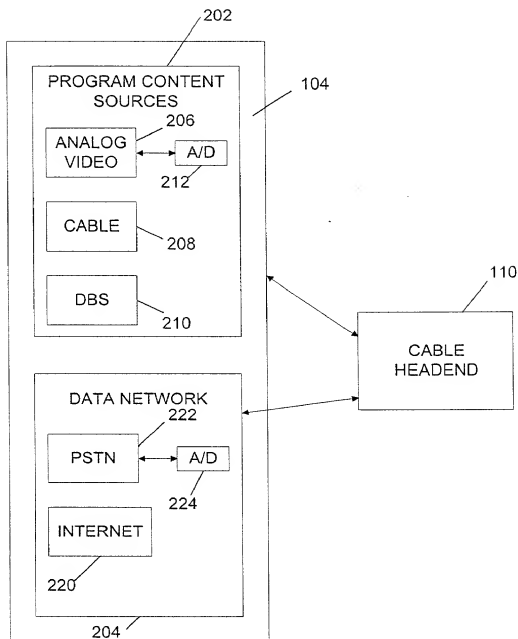 202
PROGRAM CONTENT
SOURCES
104
206
ANALOG
VIDEO
A/D
212
CABLE
208
110
DBS
210
CABLE
HEADEND
DATA NETWORK
222
PSTN
A/D
224
INTERNET
220
204